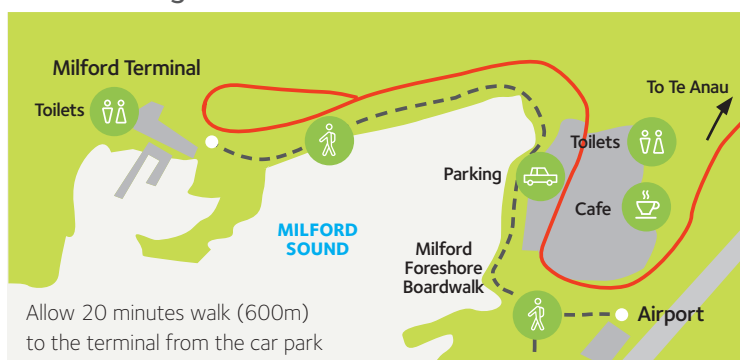 Milford Terminal
Toilets
To Te Anau
Toilets
Parking
Cafe
MILFORD
SOUND
Milford
Foreshore
Boardwalk
Airport
Allow 20 minutes walk (600m)
to the terminal from the car park